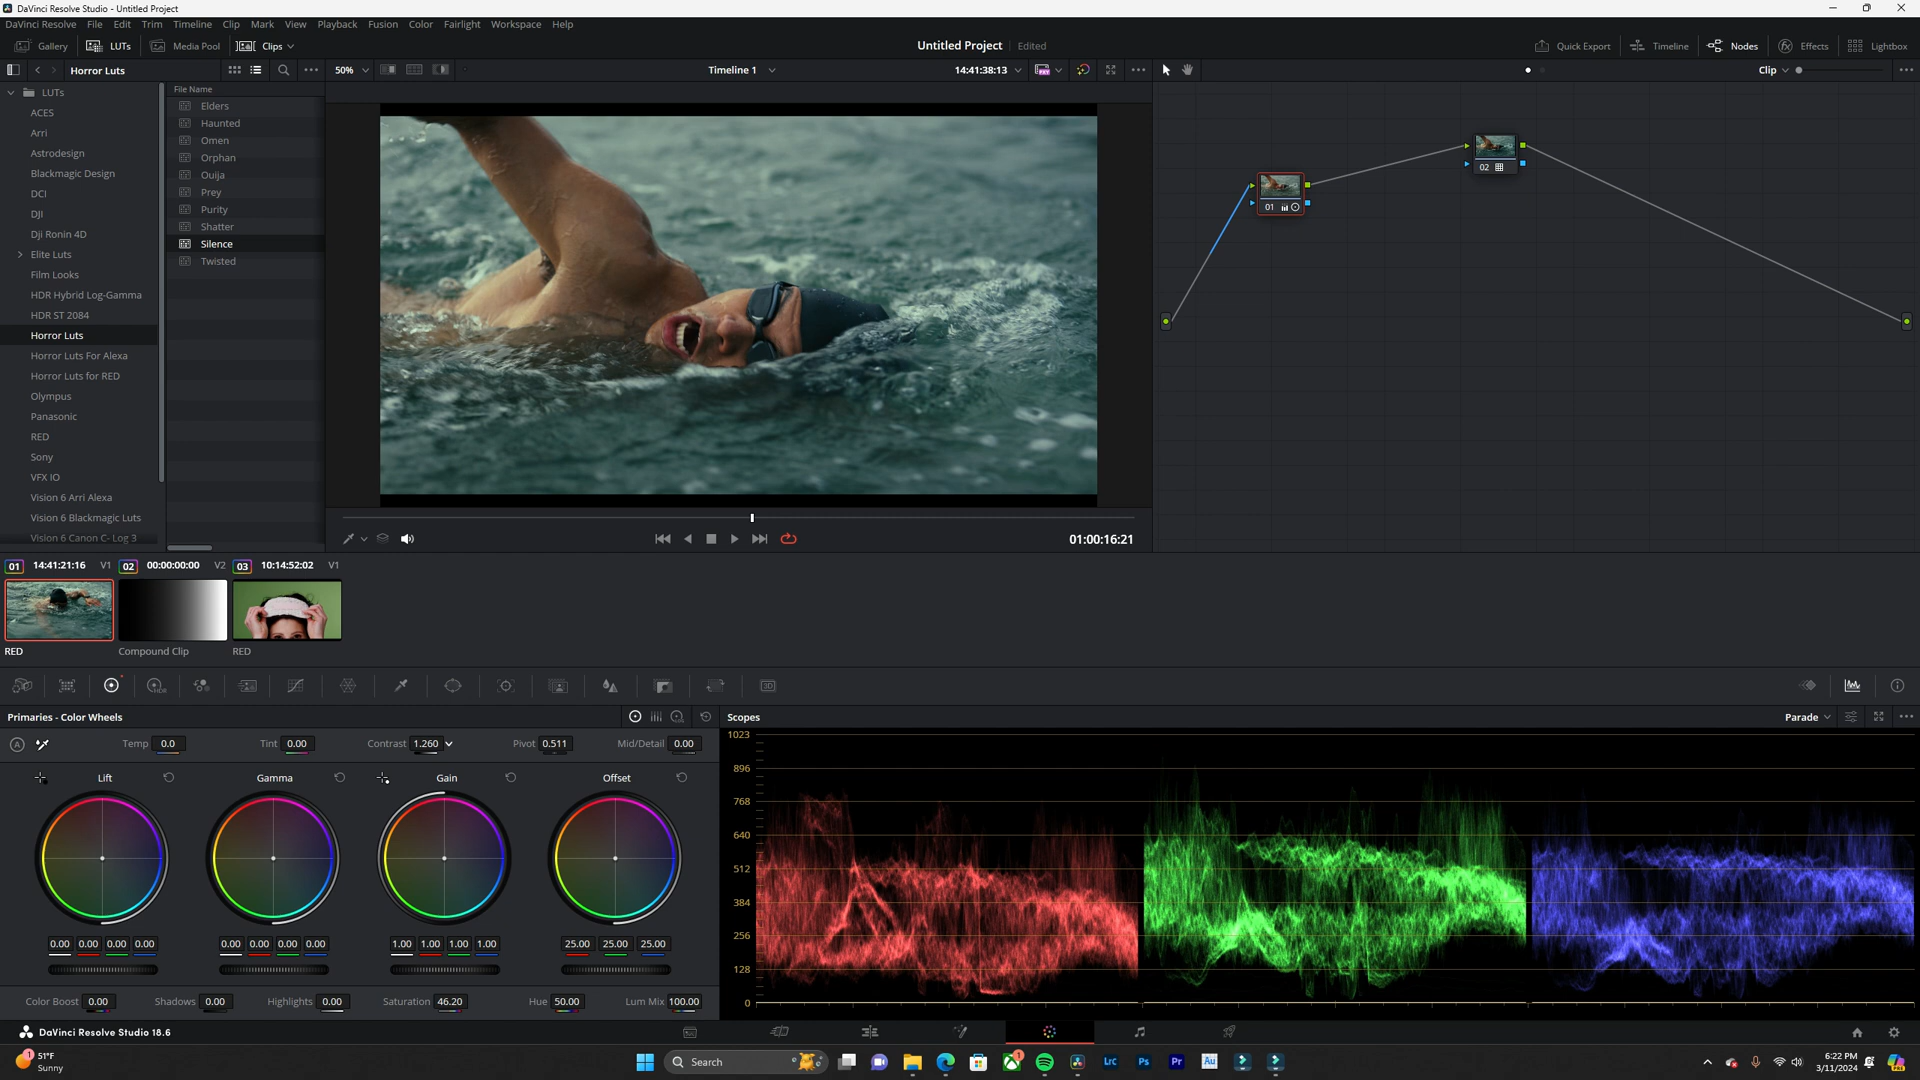 DaVinci Resolve Studio - Untitled Project
DaVinci Resolve File Edit Trim Timeline Clip Mark View Playback Fusion Color Fairlight Workspace Help
Gallery LUTs Media Pool Clips Untitled Project Edited Quick Export Timeline Nodes Effects Lightbox
Horror Luts 50% Timeline 1 14:41:38:13 Clip
File Name
LUTs
ACES
Arri
Astrodesign
Blackmagic Design
DCI
DJI
Dji Ronin 4D
Elite Luts
Film Looks
HDR Hybrid Log-Gamma
HDR ST 2084
Horror Luts
Horror Luts For Alexa
Horror Luts for RED
Olympus
Panasonic
RED
Sony
VFX IO
Vision 6 Arri Alexa
Vision 6 Blackmagic Luts
Vision 6 Canon C- Log 3
Elders
Haunted
Omen
Orphan
Ouija
Prey
Purity
Shatter
Silence
Twisted
01:00:16:21
01
02
01 14:41:21:16 V1 02 00:00:00:00 V2 03 10:14:52:02 V1
RED Compound Clip RED
HDR
3D
Primaries - Color Wheels
A Temp 0.0 Tint 0.00 Contrast 1.260 Pivot 0.511 Mid/Detail 0.00
Lift Gamma Gain Offset
0.00 0.00 0.00 0.00 0.00 0.00 0.00 0.00 1.00 1.00 1.00 1.00 25.00 25.00 25.00
Color Boost 0.00 Shadows 0.00 Highlights 0.00 Saturation 46.20 Hue 50.00 Lum Mix 100.00
Scopes Parade
1023
896
768
640
512
384
256
128
0
DaVinci Resolve Studio 18.6
1 51°F
Sunny
Search
1
Lrc Ps Pr Au
6:22 PM
3/11/2024